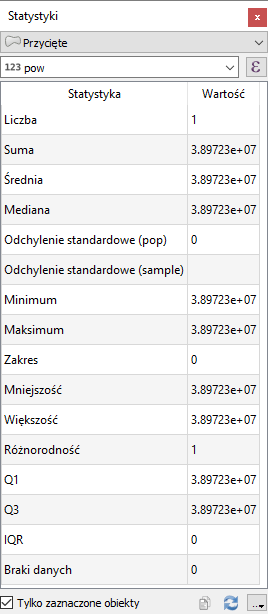 Statystyki
Przycięte
123 pow
ε
Statystyka Wartość
Liczba 1
Suma 3.89723e+07
Średnia 3.89723e+07
Mediana 3.89723e+07
Odchylenie standardowe (pop) 0
Odchylenie standardowe (sample)
Minimum 3.89723e+07
Maksimum 3.89723e+07
Zakres 0
Mniejszość 3.89723e+07
Większość 3.89723e+07
Różnorodność 1
Q1 3.89723e+07
Q3 3.89723e+07
IQR 0
Braki danych 0
Tylko zaznaczone obiekty ...